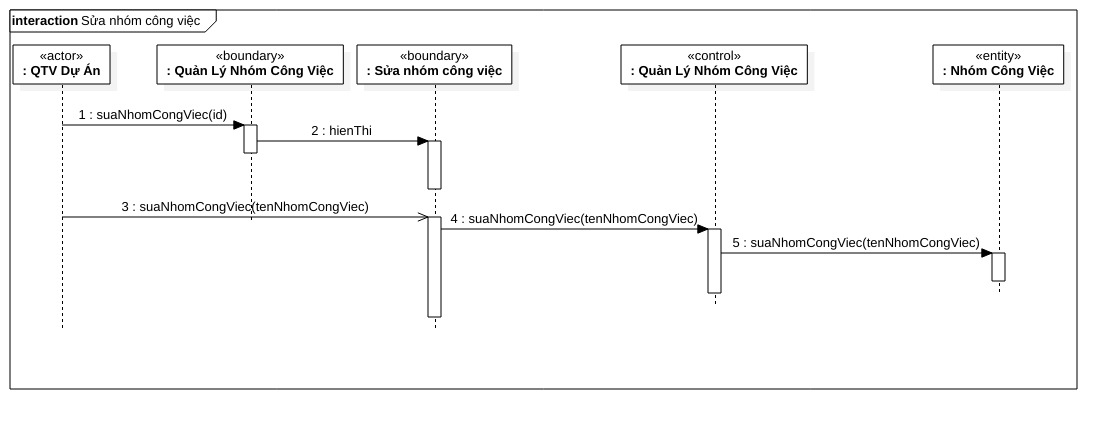 interaction Sửa nhóm công việc
«actor»
: QTV Dự Án
«boundary»
: Quản Lý Nhóm Công Việc
«boundary»
: Sửa nhóm công việc
«control»
: Quản Lý Nhóm Công Việc
«entity»
: Nhóm Công Việc
1 : suaNhomCongViec(id)
2 : hienThi
3 : suaNhomCongViec(tenNhomCongViec)
4 : suaNhomCongViec(tenNhomCongViec)
5 : suaNhomCongViec(tenNhomCongViec)